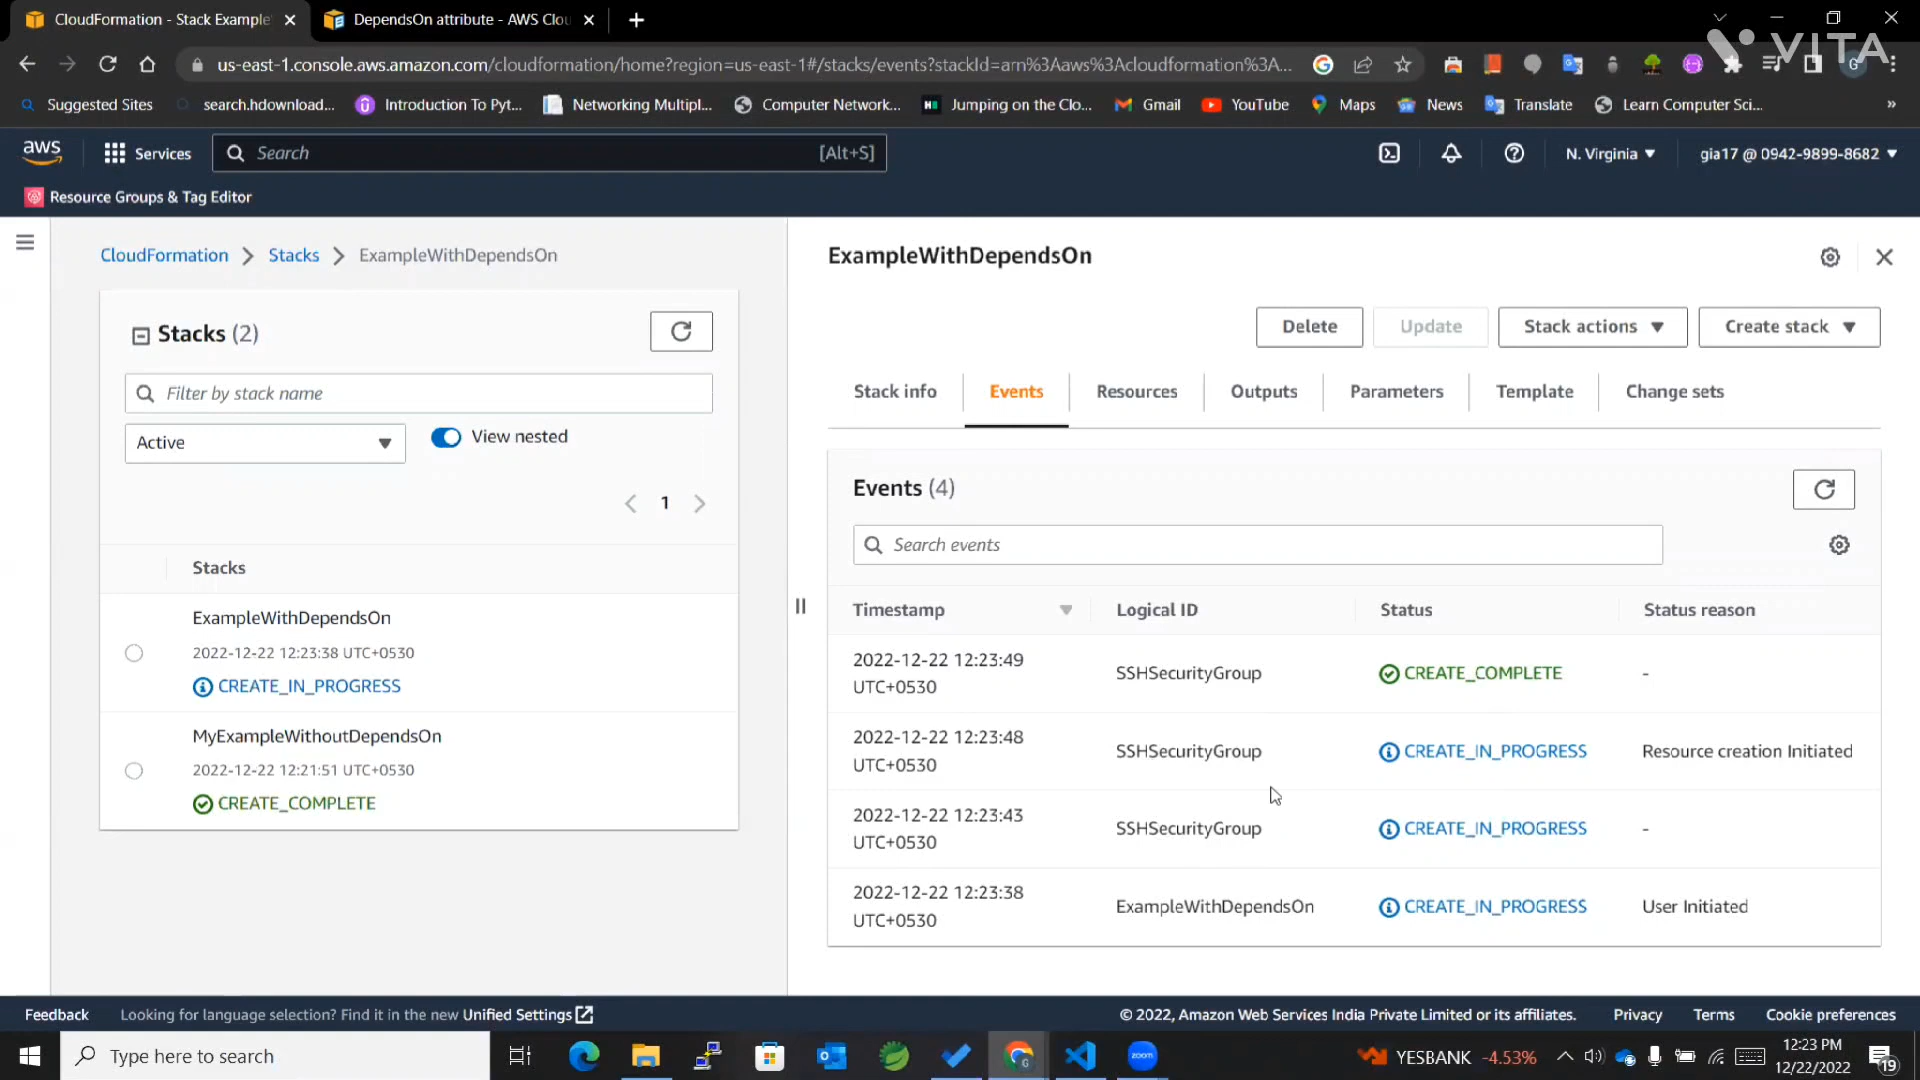 CloudFormation - Stack Example
DependsOn attribute - AWS Clou
VITA
us-east-1.console.aws.amazon.com/cloudformation/home?region=us-east-1#/stacks/events?stackId=arn%3Aaws%3Acloudformation%3A...
G
Suggested Sites
search.hdownload...
Introduction To Pyt...
Networking Multipl...
Computer Network...
Jumping on the Clo...
Gmail
YouTube
Maps
News
Translate
Learn Computer Sci...
»
aws
Services
Search
[Alt+S]
N. Virginia
gia17 @ 0942-9899-8682
Resource Groups & Tag Editor
CloudFormation
Stacks
ExampleWithDependsOn
Stacks (2)
Filter by stack name
Active
View nested
1
Stacks
ExampleWithDependsOn
2022-12-22 12:23:38 UTC+0530
CREATE_IN_PROGRESS
MyExampleWithoutDependsOn
2022-12-22 12:21:51 UTC+0530
CREATE_COMPLETE
ExampleWithDependsOn
Delete
Update
Stack actions
Create stack
Stack info
Events
Resources
Outputs
Parameters
Template
Change sets
Events (4)
Search events
Timestamp
Logical ID
Status
Status reason
2022-12-22 12:23:49
UTC+0530
SSHSecurityGroup
CREATE_COMPLETE
-
2022-12-22 12:23:48
UTC+0530
SSHSecurityGroup
CREATE_IN_PROGRESS
Resource creation Initiated
2022-12-22 12:23:43
UTC+0530
SSHSecurityGroup
CREATE_IN_PROGRESS
-
2022-12-22 12:23:38
UTC+0530
ExampleWithDependsOn
CREATE_IN_PROGRESS
User Initiated
Feedback
Looking for language selection? Find it in the new Unified Settings
© 2022, Amazon Web Services India Private Limited or its affiliates.
Privacy
Terms
Cookie preferences
Type here to search
zoom
YESBANK -4.53%
12:23 PM
12/22/2022
19